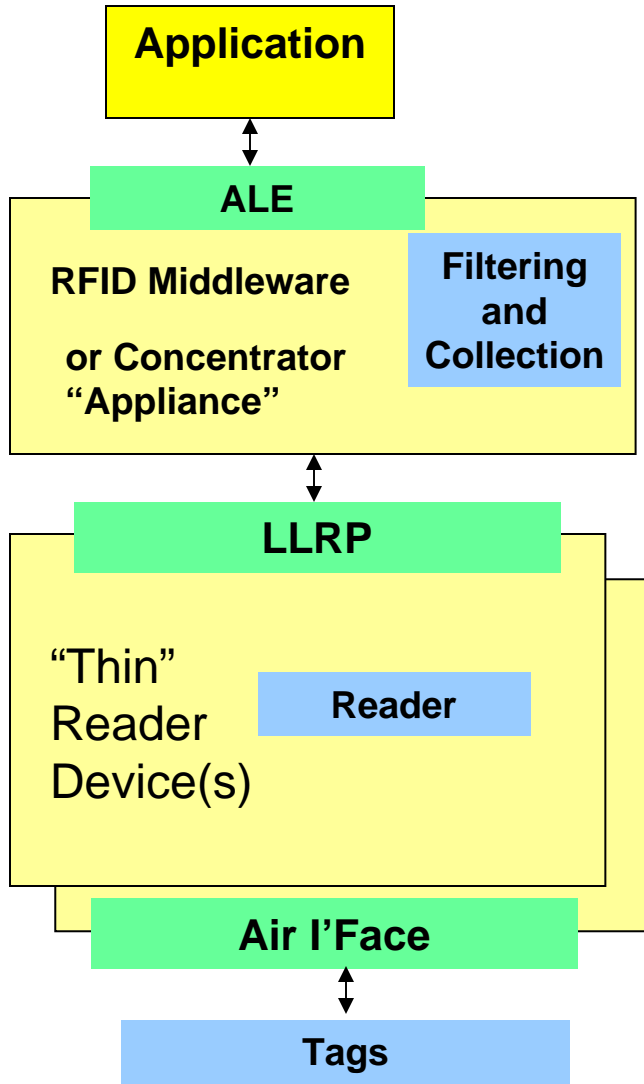 Application
ALE
RFID Middleware
or Concentrator
“Appliance”
Filtering
and
Collection
LLRP
“Thin”
Reader
Device(s)
Reader
Air I’Face
Tags